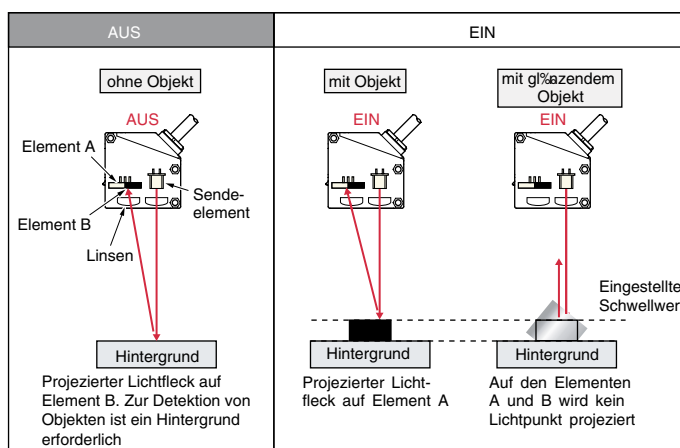 AUS
EIN
ohne Objekt
AUS
Element A
Element B
Linsen
Sende-
element
Hintergrund
Projezierter Lichtfleck auf
Element B. Zur Detektion von
Objekten ist ein Hintergrund
erforderlich
mit Objekt
EIN
Hintergrund
Projezierter Licht-
fleck auf Element A
mit gl‰nzendem
Objekt
EIN
Eingestellte
Schwellwer
Hintergrund
Auf den Elementen
A und B wird kein
Lichtpunkt projeziert